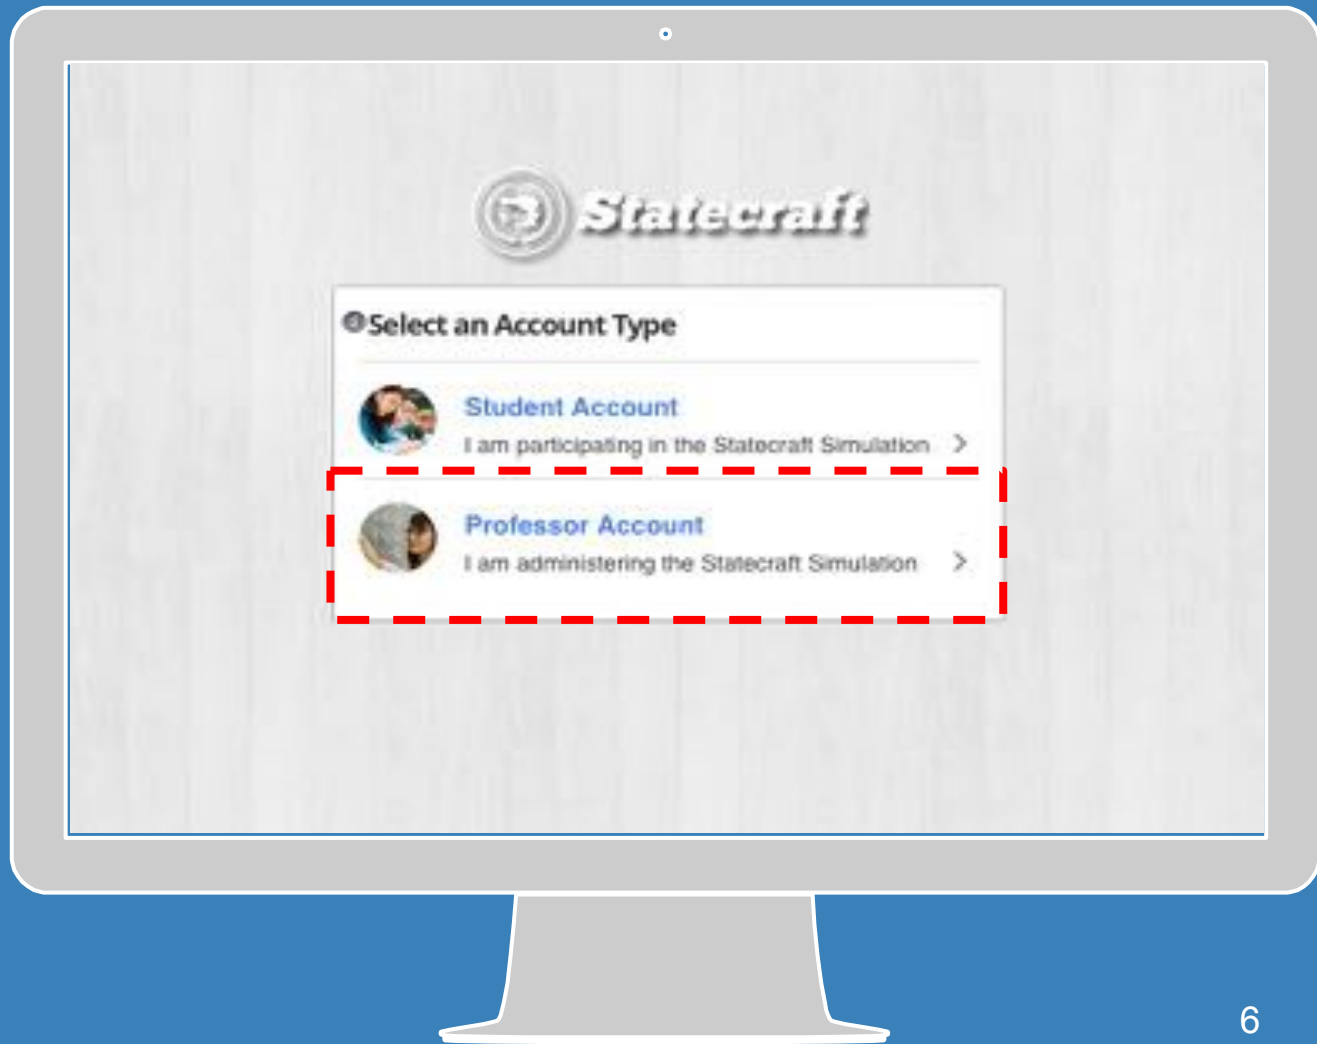 Statecraft
Select an Account Type
Student Account
I am participating in the Statecraft Simulation
Professor Account
I am administering the Statecraft Simulation
6